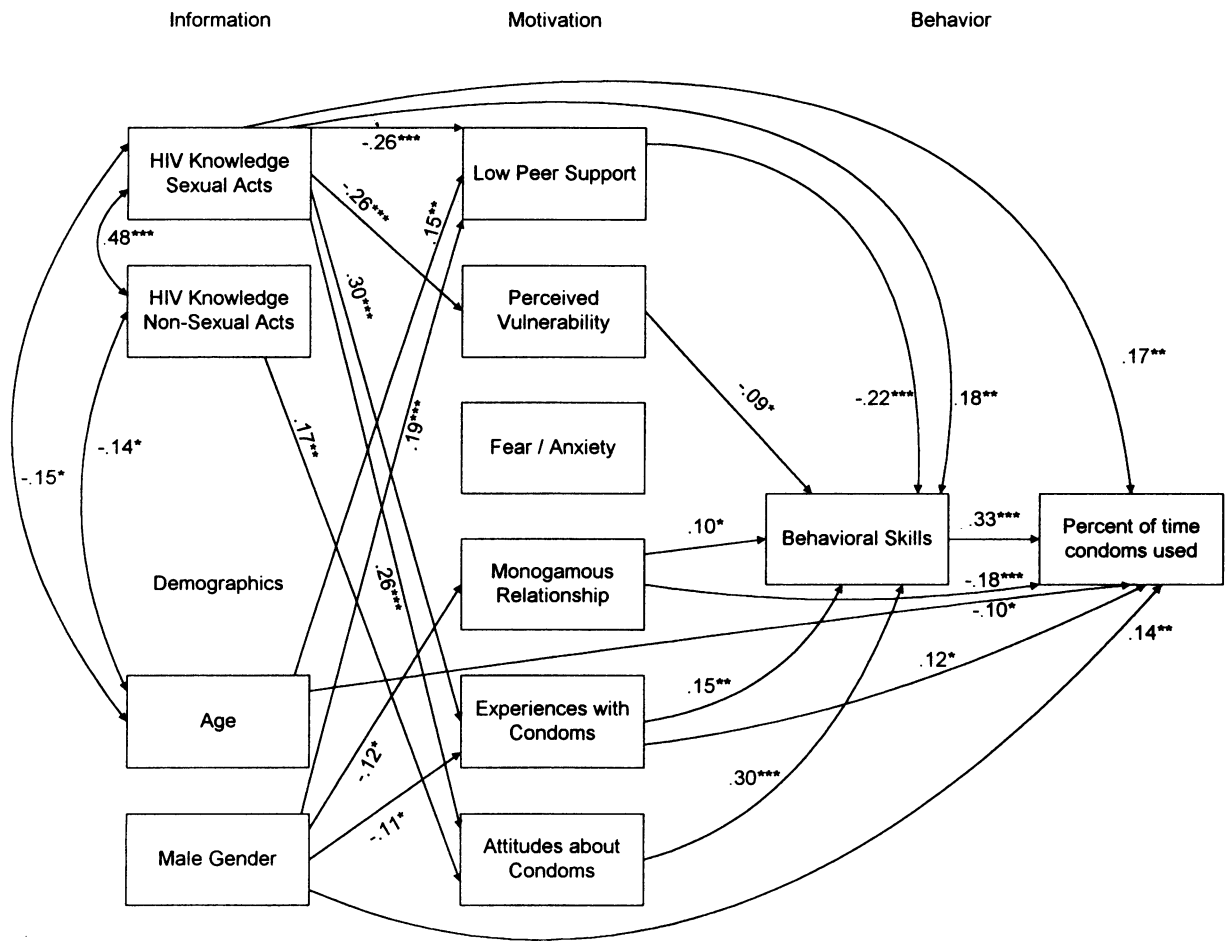 Information
Motivation
Behavior
HIV Knowledge
Sexual Acts
-.26***
Low Peer Support
-.26***
.15**
.48***
HIV Knowledge
Non-Sexual Acts
.30***
Perceived
Vulnerability
.17**
-.09*
-.22***
.18**
.19***
.17**
-.14*
Fear / Anxiety
-.15*
.10*
Behavioral Skills
.33***
Percent of time
condoms used
Demographics
.26***
Monogamous
Relationship
-.18***
-.10*
.14**
.12*
Age
.15**
Experiences with
Condoms
-.12*
.30***
-.11*
Male Gender
Attitudes about
Condoms